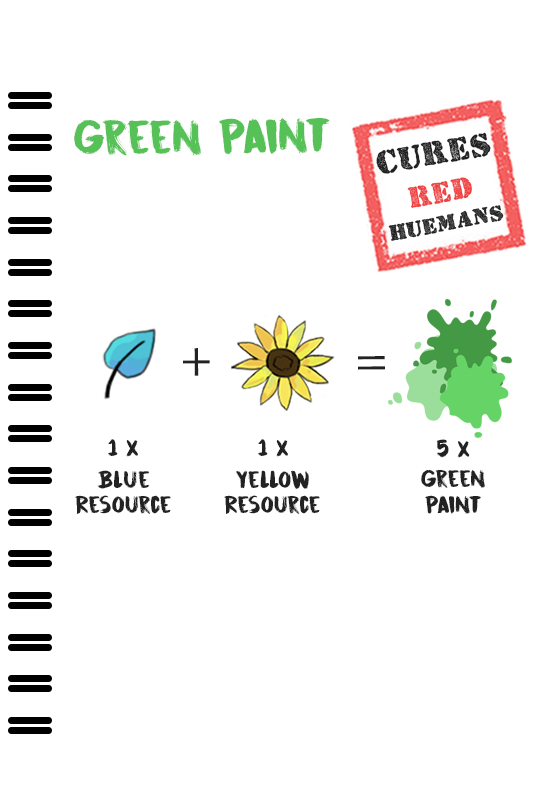 GREEN PAINT
CURES
RED
HUEMANS
+
=
1 X
BLUE
RESOURCE
1 X
YELLOW
RESOURCE
5 X
GREEN
PAINT